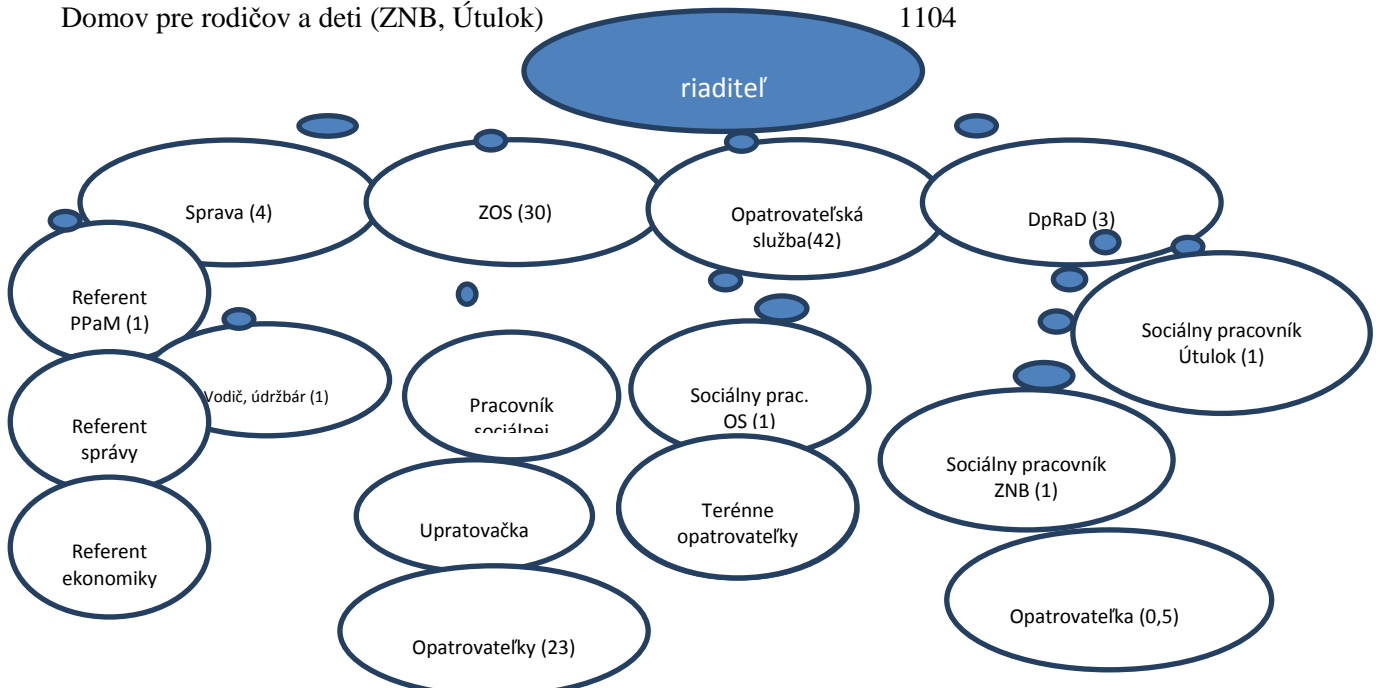 Domov pre rodičov a deti (ZNB, Útulok) 1104
riaditeľ
Sprava (4)
ZOS (30)
Opatrovateľská
služba(42)
DpRaD (3)
Referent
PPaM (1)
Vodič, údržbár (1)
Pracovník
sociálnej
Sociálny prac.
OS (1)
Sociálny pracovník
Útulok (1)
Referent
správy
Upratovačka
Terénne
opatrovateľky
Sociálny pracovník
ZNB (1)
Referent
ekonomiky
Opatrovateľky (23)
Opatrovateľka (0,5)